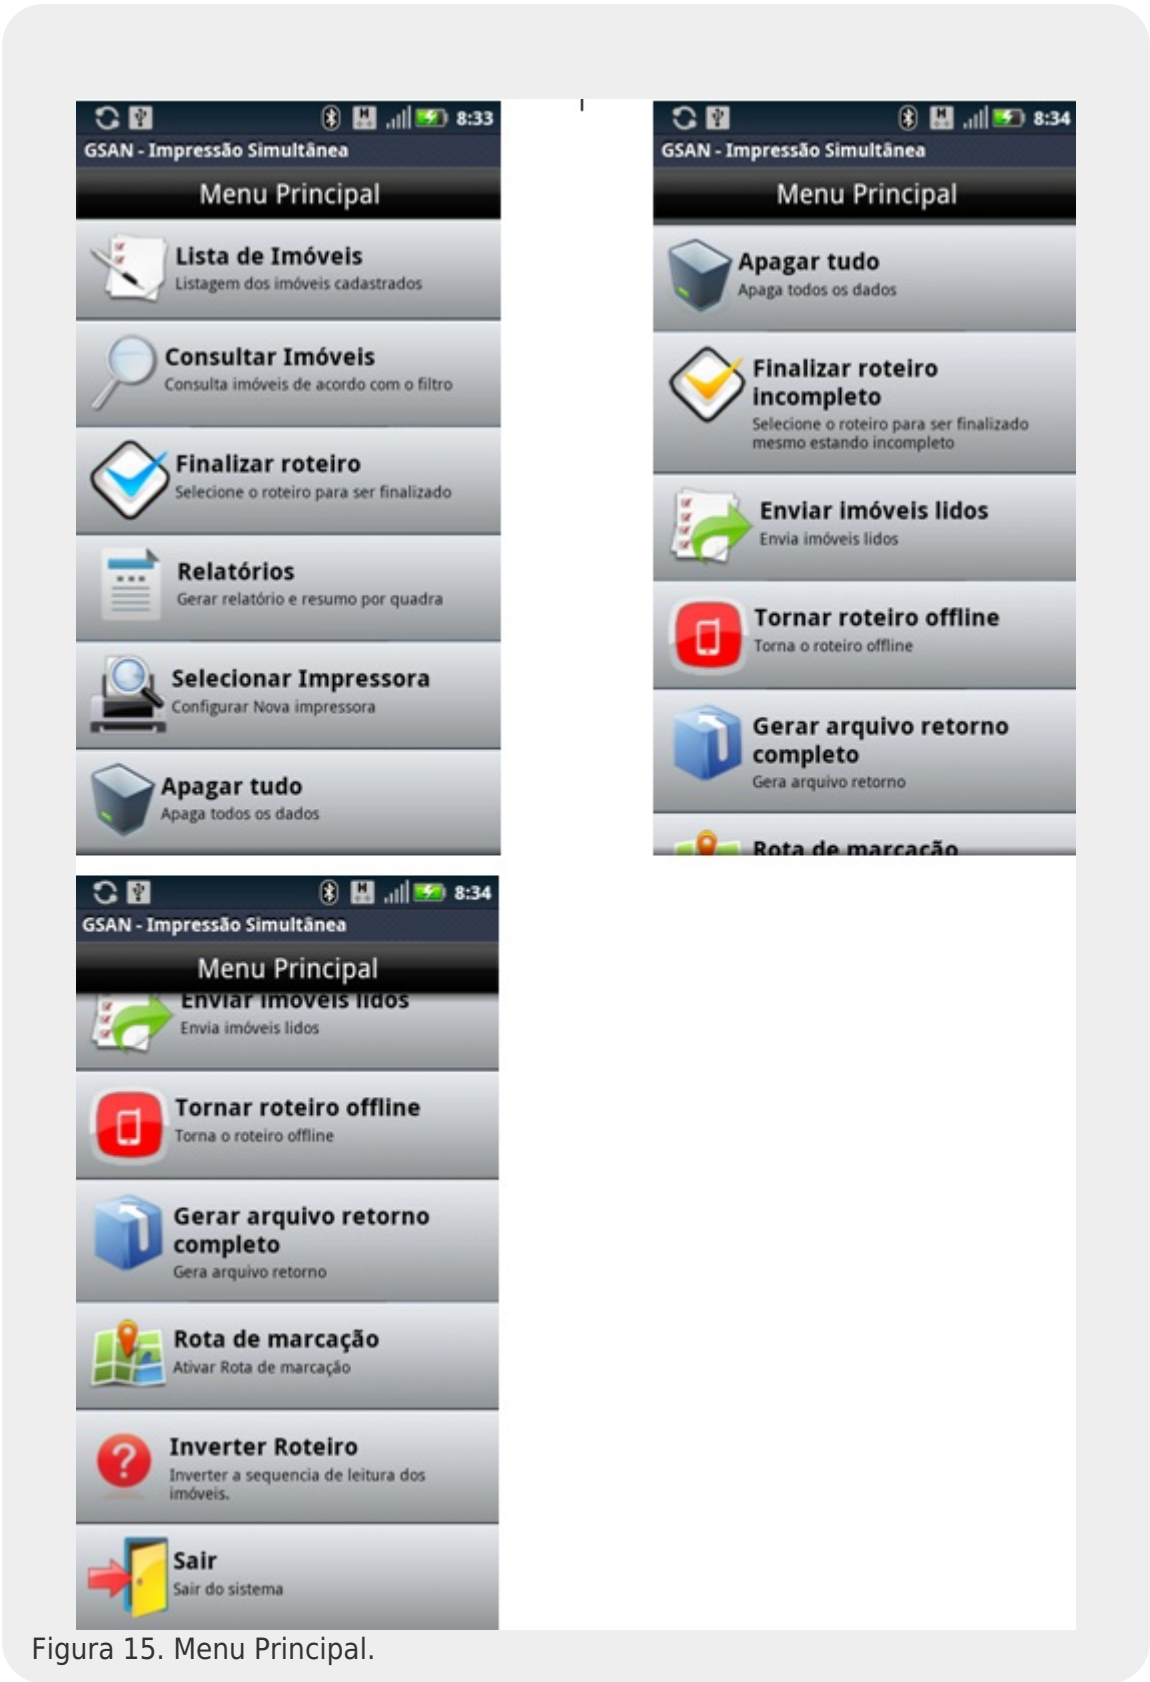 8:33
GSAN - Impressão Simultânea
Menu Principal
Lista de Imóveis
Listagem dos imóveis cadastrados
Consultar Imóveis
Consulta imóveis de acordo com o filtro
Finalizar roteiro
Selecione o roteiro para ser finalizado
Relatórios
Gerar relatório e resumo por quadra
Selecionar Impressora
Configurar Nova impressora
Apagar tudo
Apaga todos os dados
8:34
GSAN - Impressão Simultânea
Menu Principal
Apagar tudo
Apaga todos os dados
Finalizar roteiro
incompleto
Selecione o roteiro para ser finalizado
mesmo estando incompleto
Enviar imóveis lidos
Envia imóveis lidos
Tornar roteiro offline
Torna o roteiro offline
Gerar arquivo retorno
completo
Gera arquivo retorno
Rota de marcação
8:34
GSAN - Impressão Simultânea
Menu Principal
Enviar imóveis lidos
Envia imóveis lidos
Tornar roteiro offline
Torna o roteiro offline
Gerar arquivo retorno
completo
Gera arquivo retorno
Rota de marcação
Ativar Rota de marcação
Inverter Roteiro
Inverter a sequencia de leitura dos
imóveis.
Sair
Sair do sistema
Figura 15. Menu Principal.